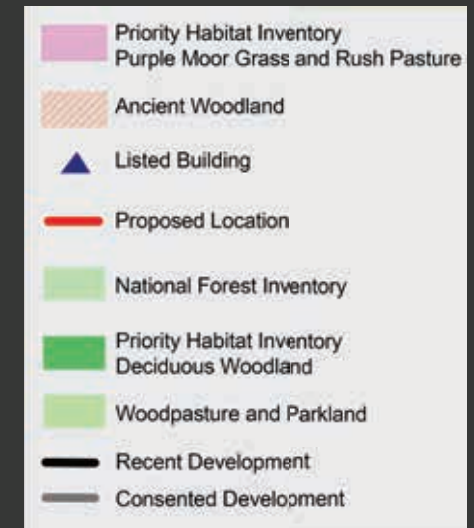 Priority Habitat Inventory
Purple Moor Grass and Rush Pasture
Ancient Woodland
Listed Building
Proposed Location
National Forest Inventory
Priority Habitat Inventory
Deciduous Woodland
Woodpasture and Parkland
Recent Development
Consented Development